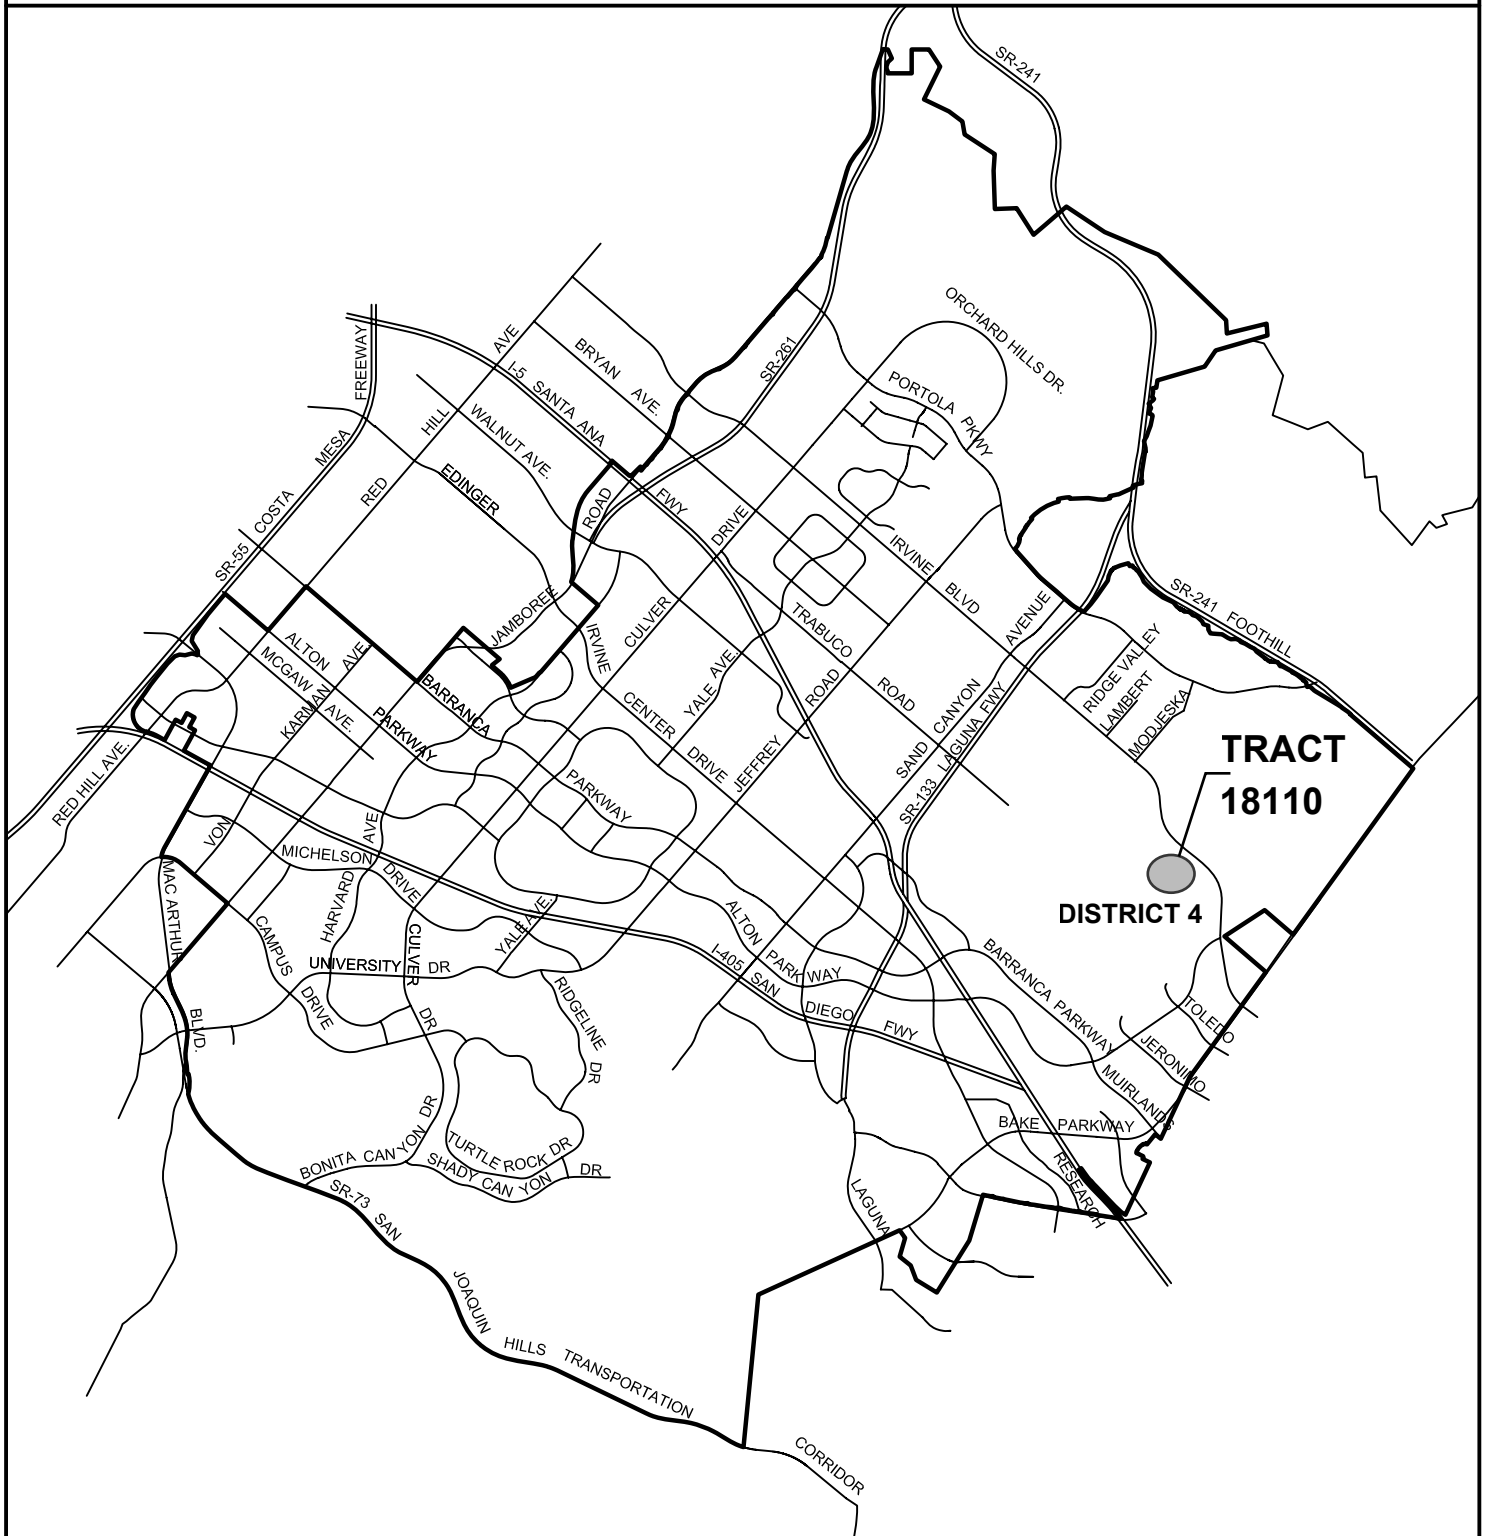 SR-241
ORCHARD HILLS DR.
SR-261
AVE
I-5 SANTA ANA
BRYAN AVE.
FREEWAY
PORTOLA PKWY
HILL
WALNUT AVE.
MESA
EDINGER
RED
COSTA
ROAD
FWY
DRIVE
SR-55
IRVINE BLVD
SR-241 FOOTHILL
JAMBOREE
AVENUE
CULVER
TRABUCO
ROAD
IRVINE
RIDGE VALLEY
ALTON
AVE.
MCGAW
AVE.
YALE AVE.
ROAD
LAMBERT
BARRANCA
CANYON
MODJESKA
KARMAN
PARKWAY
CENTER
DRIVE
SAND
LAGUNA FWY
TRACT
18110
RED HILL AVE.
JEFFREY
PARKWAY
SR-133
VON
AVE
MICHELSON
DRIVE
HARVARD
MAC ARTHUR
BLVD.
DISTRICT 4
CAMPUS
DRIVE
CULVER
DR
YALE AVE.
ALTON
PARK WAY
UNIVERSITY DR
I-405 SAN
DIEGO
FWY
BARRANCA PARKWAY
RIDGELINE
DR
TOLEDO
JERONIMO
MUIRLANDS
BAKE PARKWAY
TURTLE ROCK DR
BONITA CAN YON DR
SHADY CAN YON DR
RESEARCH
LAGUNA
SR-73 SAN
JOAQUIN
HILLS TRANSPORTATION
CORRIDOR